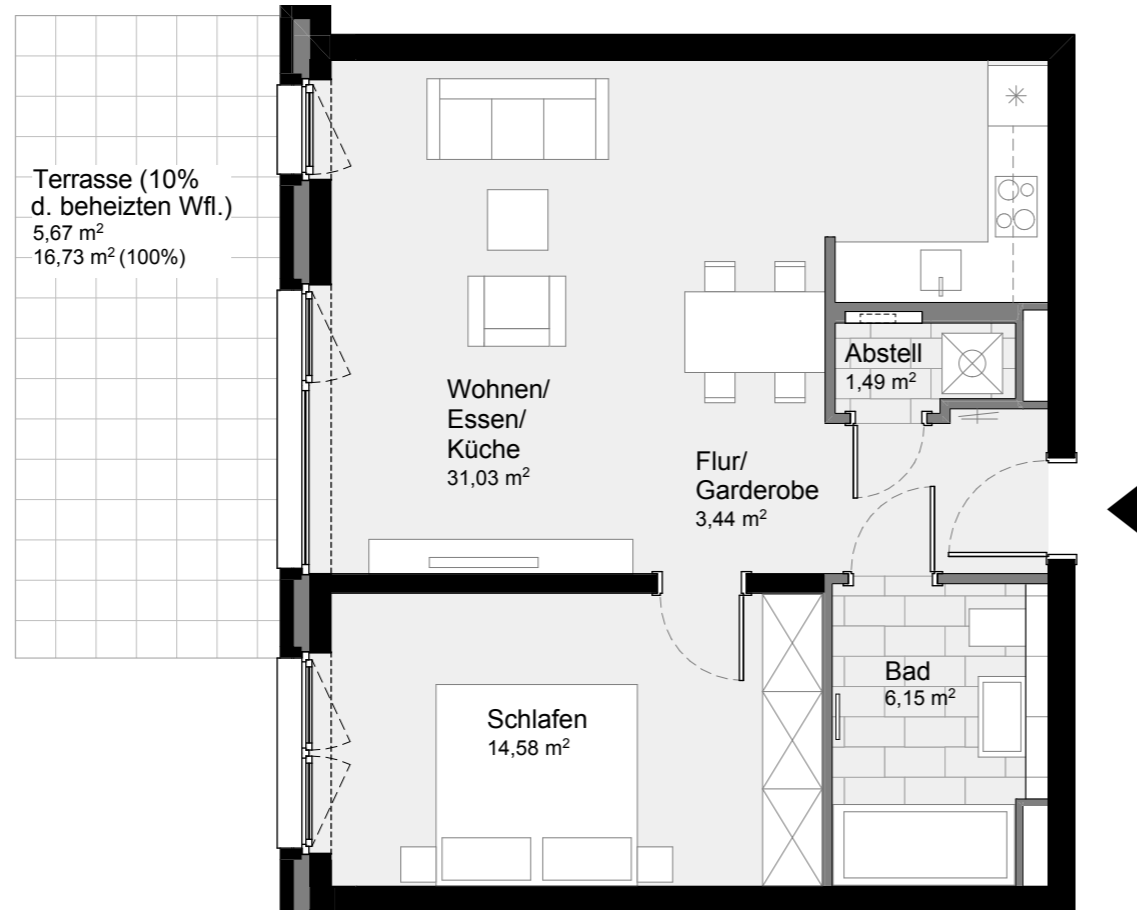 Terrasse (10%
d. beheizten Wfl.)
5,67 m²
16,73 m² (100%)
Abstell
1,49 m²
Wohnen/
Essen/
Küche
31,03 m²
Flur/
Garderobe
3,44 m²
Bad
6,15 m²
Schlafen
14,58 m²